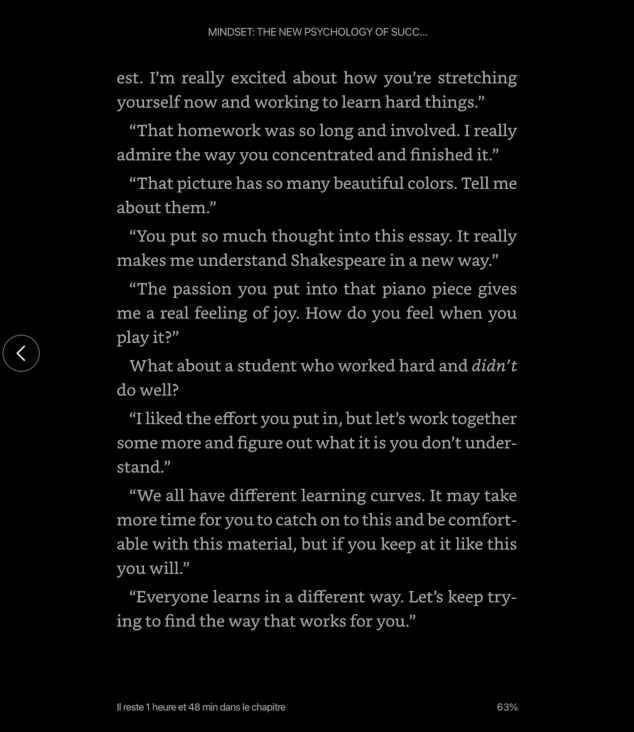 MINDSET: THE NEW PSYCHOLOGY OF SUCC...
est. I’m really excited about how you’re stretching
yourself now and working to learn hard things.”
“That homework was so long and involved. I really
admire the way you concentrated and finished it.”
“That picture has so many beautiful colors. Tell me
about them.”
“You put so much thought into this essay. It really
makes me understand Shakespeare in a new way.”
“The passion you put into that piano piece gives
me a real feeling of joy. How do you feel when you
play it?”
What about a student who worked hard and didn’t
do well?
“I liked the effort you put in, but let’s work together
some more and figure out what it is you don’t under-
stand.”
“We all have different learning curves. It may take
more time for you to catch on to this and be comfort-
able with this material, but if you keep at it like this
you will.”
“Everyone learns in a different way. Let’s keep try-
ing to find the way that works for you.”
Il reste 1 heure et 48 min dans le chapitre
63%